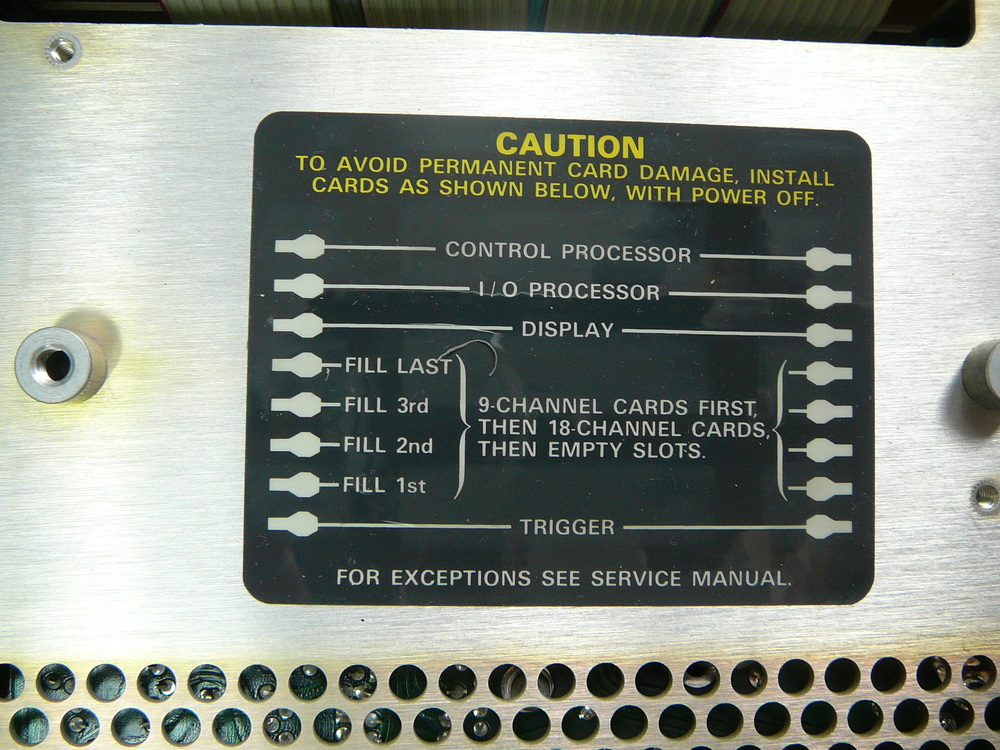 CAUTION
TO AVOID PERMANENT CARD DAMAGE, INSTALL
CARDS AS SHOWN BELOW, WITH POWER OFF.
CONTROL PROCESSOR
I/O PROCESSOR
DISPLAY
FILL LAST
FILL 3rd
FILL 2nd
FILL 1st
9-CHANNEL CARDS FIRST,
THEN 18-CHANNEL CARDS,
THEN EMPTY SLOTS.
TRIGGER
FOR EXCEPTIONS SEE SERVICE MANUAL.